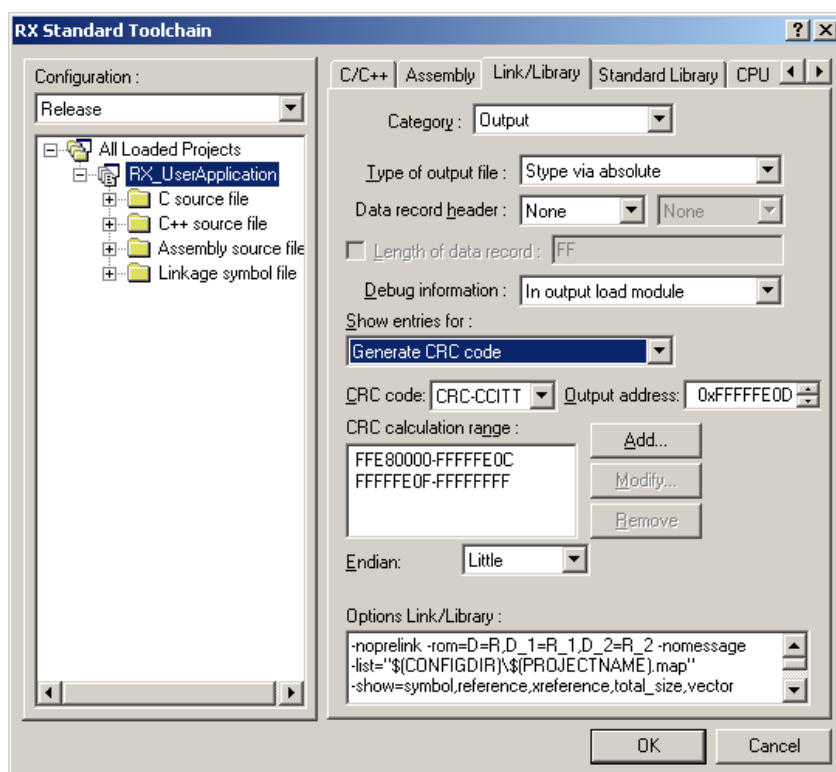 RX Standard Toolchain
Configuration :
Release
All Loaded Projects
RX_UserApplication
C source file
C++ source file
Assembly source file
Linkage symbol file
C/C++ Assembly Link/Library Standard Library CPU
Category : Output
Type of output file : Stype via absolute
Data record header : None None
Length of data record : FF
Debug information : In output load module
Show entries for :
Generate CRC code
CRC code: CRC-CCITT Output address: 0xFFFFFE0D
CRC calculation range :
FFE80000-FFFFFE0C
FFFFFE0F-FFFFFFFF
Add...
Modify...
Remove
Endian: Little
Options Link/Library :
-noprelink -rom=D=R,D_1=R_1,D_2=R_2 -nomessage
-list="$(CONFIGDIR)\$(PROJECTNAME).map"
-show=symbol,reference,xreference,total_size,vector
OK Cancel